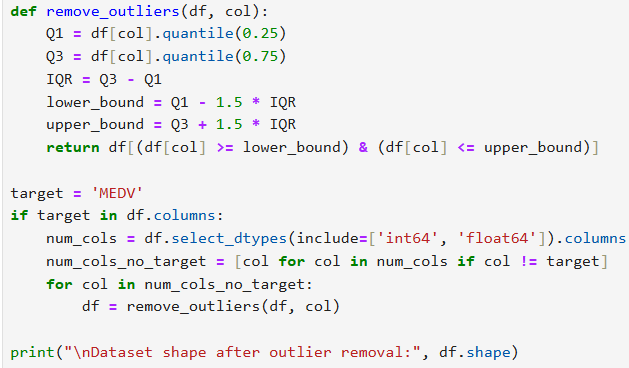 def remove_outliers(df, col):
    Q1 = df[col].quantile(0.25)
    Q3 = df[col].quantile(0.75)
    IQR = Q3 - Q1
    lower_bound = Q1 - 1.5 * IQR
    upper_bound = Q3 + 1.5 * IQR
    return df[(df[col] >= lower_bound) & (df[col] <= upper_bound)]

target = 'MEDV'
if target in df.columns:
    num_cols = df.select_dtypes(include=['int64', 'float64']).columns
    num_cols_no_target = [col for col in num_cols if col != target]
    for col in num_cols_no_target:
        df = remove_outliers(df, col)

print("\nDataset shape after outlier removal:", df.shape)